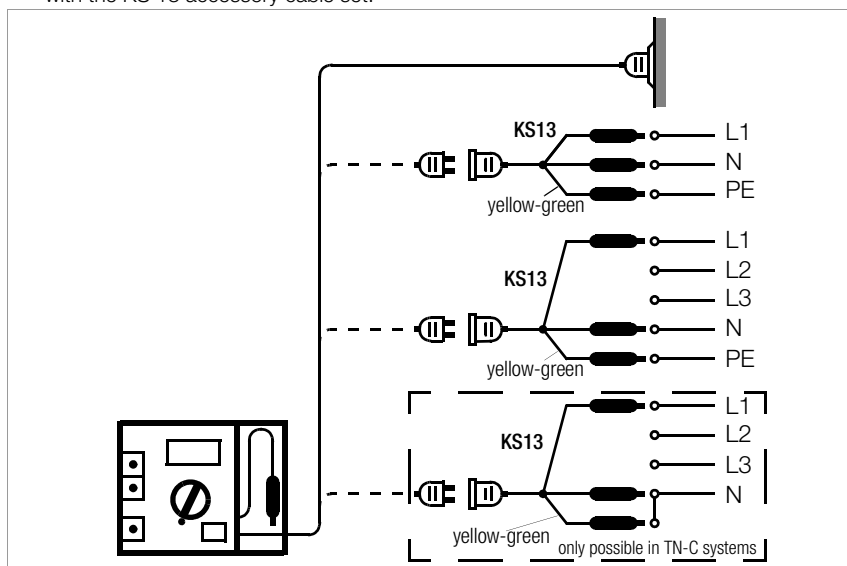 with the KS 13 accessory cable set.
KS13
L1
N
PE
yellow-green
L1
L2
KS13
L3
N
PE
yellow-green
L1
L2
KS13
L3
N
yellow-green
only possible in TN-C systems